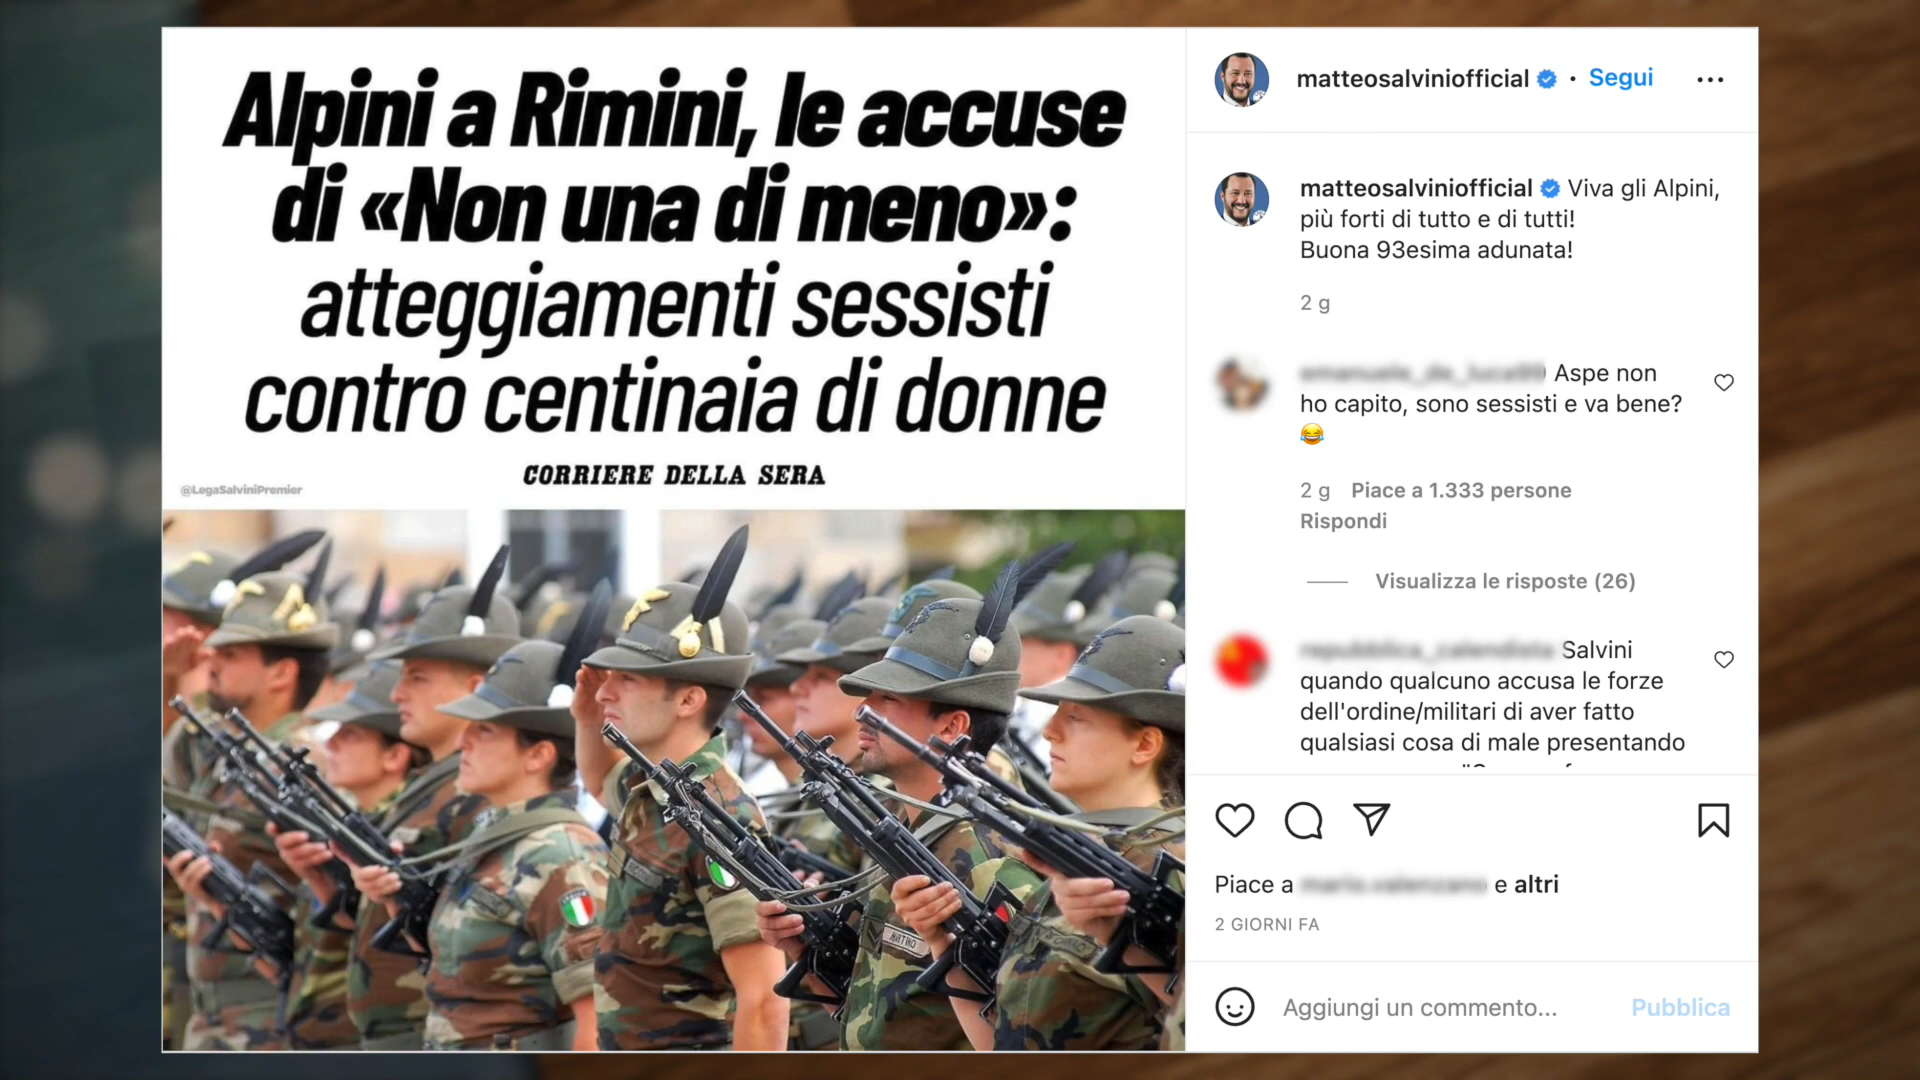 Alpini a Rimini, le accuse
di «Non una di meno»:
atteggiamenti sessisti
contro centinaia di donne
CORRIERE DELLA SERA
@LegaSalviniPremier
MARTINO
matteosalviniofficial • Segui
matteosalviniofficial Viva gli Alpini,
più forti di tutto e di tutti!
Buona 93esima adunata!
2 g
Aspe non
ho capito, sono sessisti e va bene?
😂
2 g Piace a 1.333 persone
Rispondi
Visualizza le risposte (26)
Salvini
quando qualcuno accusa le forze
dell'ordine/militari di aver fatto
qualsiasi cosa di male presentando
Piace a
e altri
2 GIORNI FA
Aggiungi un commento...
Pubblica